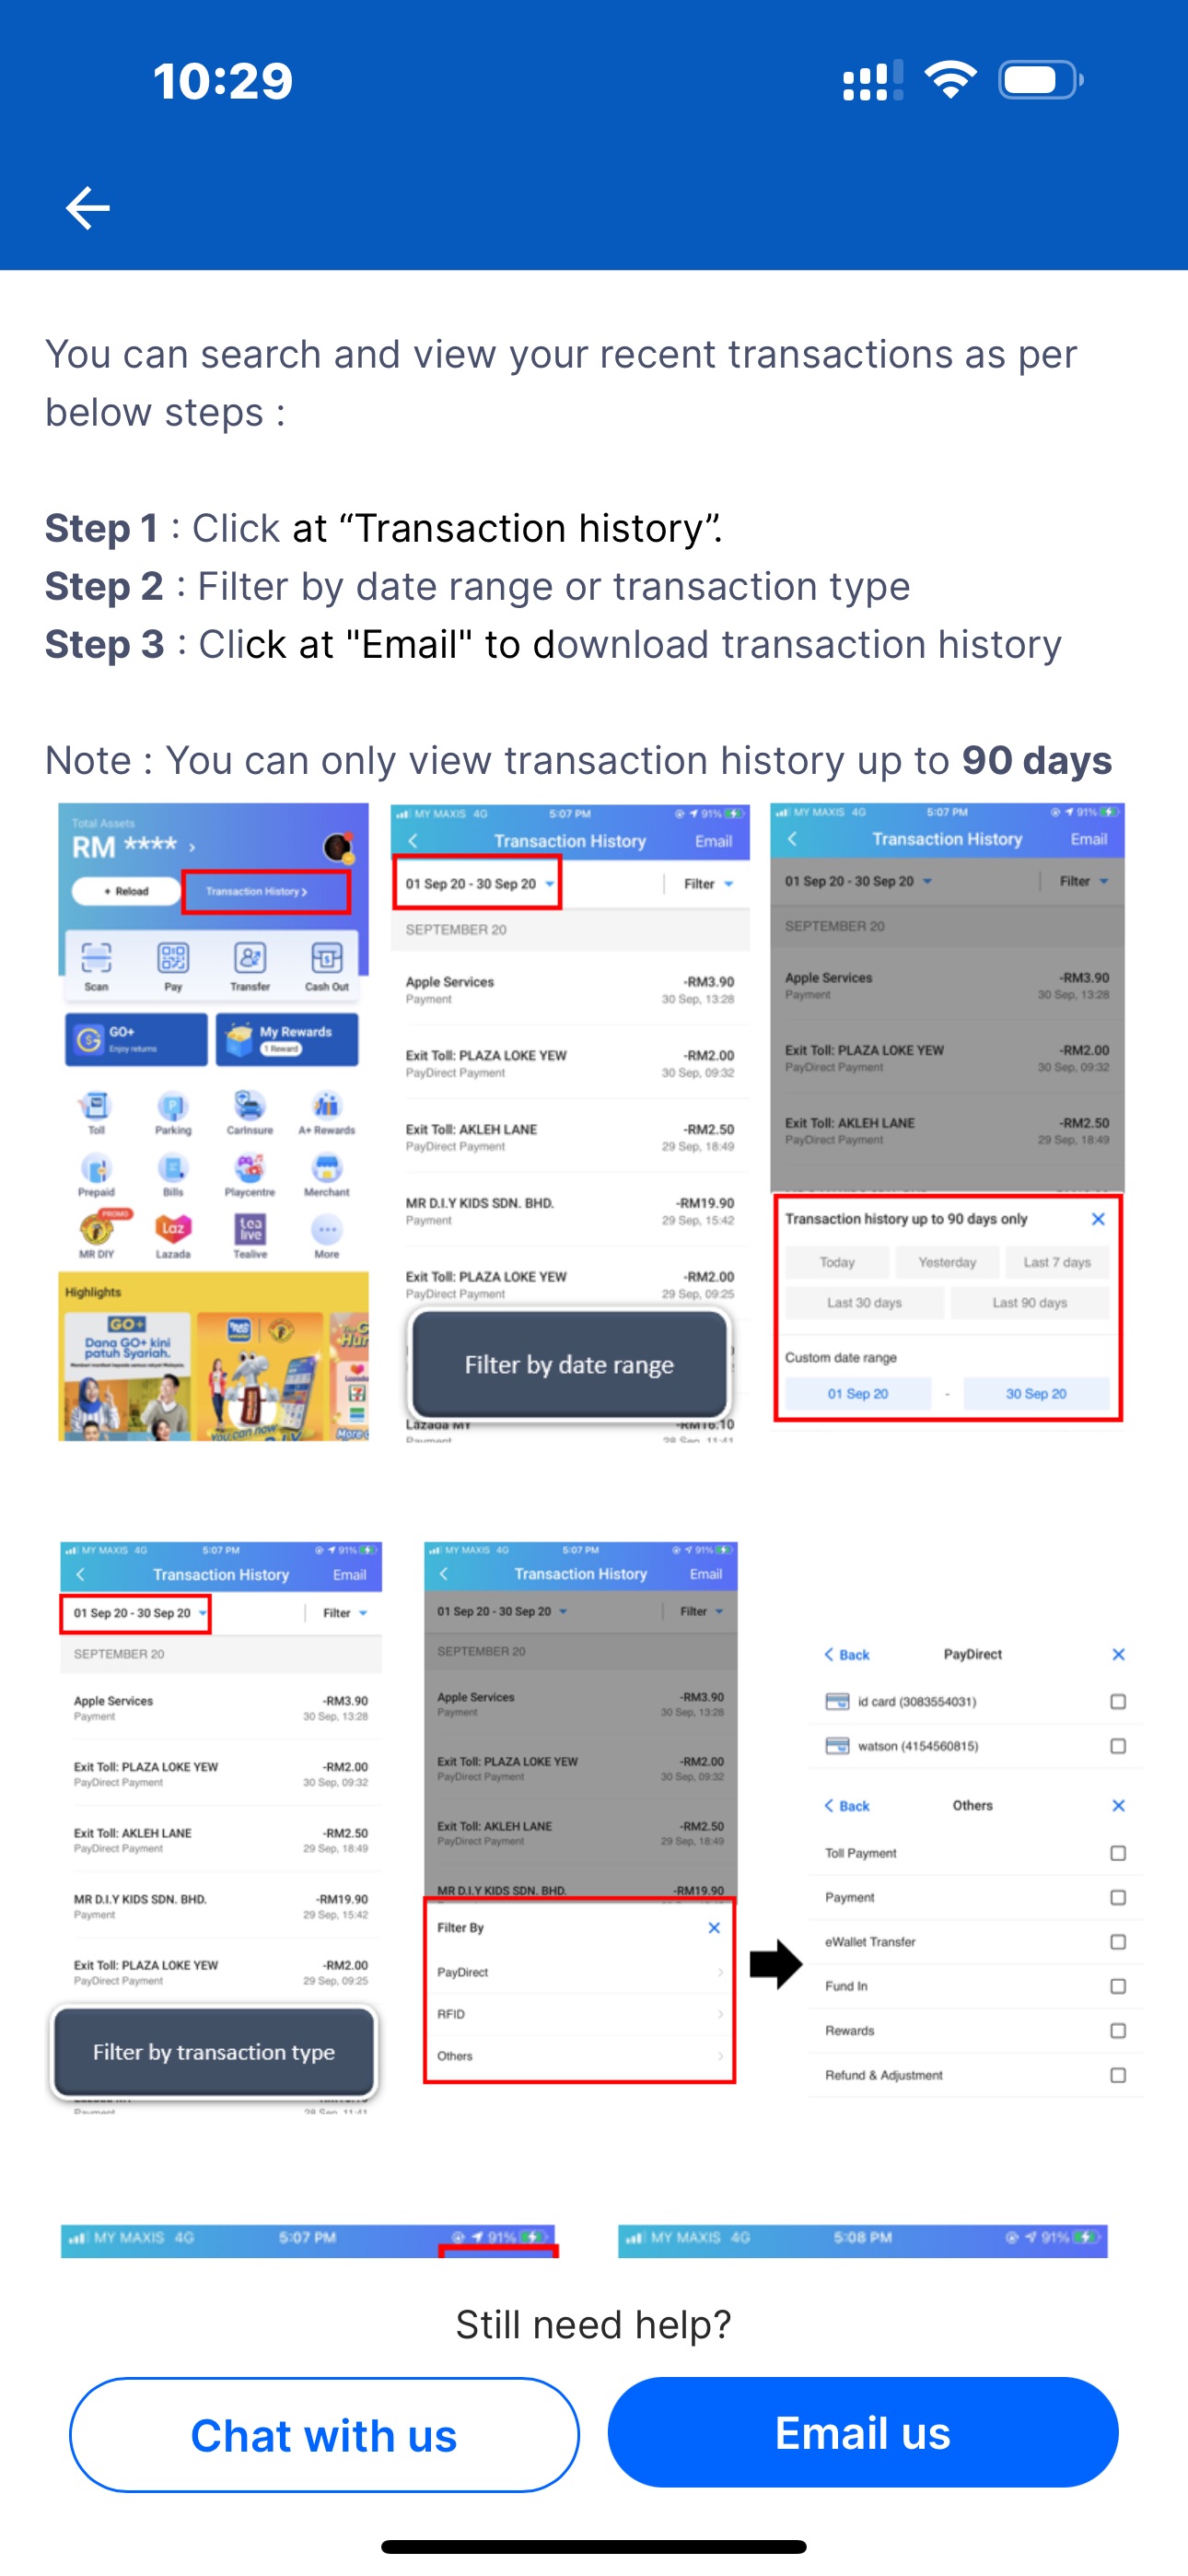 10:29
You can search and view your recent transactions as per
below steps :
Step 1 : Click at “Transaction history”.
Step 2 : Filter by date range or transaction type
Step 3 : Click at "Email" to download transaction history
Note : You can only view transaction history up to 90 days
Total Assets
RM **** >
+ Reload
Transaction History >
Scan Pay Transfer Cash Out
GO+
Enjoy returns
My Rewards
1 Reward
Toll Parking CarInsure A+ Rewards
Prepaid Bills Playcentre Merchant
PROMO
Laz
tea
live
MR DIY Lazada Tealive More
Highlights
GO+
Dana GO+ kini
patuh Syariah.
You can now
MY MAXIS 4G 5:07 PM 91%
Transaction History Email
01 Sep 20 - 30 Sep 20 Filter
SEPTEMBER 20
Apple Services -RM3.90
Payment 30 Sep, 13:28
Exit Toll: PLAZA LOKE YEW -RM2.00
PayDirect Payment 30 Sep, 09:32
Exit Toll: AKLEH LANE -RM2.50
PayDirect Payment 29 Sep, 18:49
MR D.I.Y KIDS SDN. BHD. -RM19.90
Payment 29 Sep, 15:42
Exit Toll: PLAZA LOKE YEW -RM2.00
PayDirect Payment 29 Sep, 09:25
Filter by date range
Lazada MY -RM16.10
Payment 28 Sep, 11:41
MY MAXIS 4G 5:07 PM 91%
Transaction History Email
01 Sep 20 - 30 Sep 20 Filter
SEPTEMBER 20
Apple Services -RM3.90
Payment 30 Sep, 13:28
Exit Toll: PLAZA LOKE YEW -RM2.00
PayDirect Payment 30 Sep, 09:32
Exit Toll: AKLEH LANE -RM2.50
PayDirect Payment 29 Sep, 18:49
Transaction history up to 90 days only
Today Yesterday Last 7 days
Last 30 days Last 90 days
Custom date range
01 Sep 20 - 30 Sep 20
MY MAXIS 4G 5:07 PM 91%
Transaction History Email
01 Sep 20 - 30 Sep 20 Filter
SEPTEMBER 20
Apple Services -RM3.90
Payment 30 Sep, 13:28
Exit Toll: PLAZA LOKE YEW -RM2.00
PayDirect Payment 30 Sep, 09:32
Exit Toll: AKLEH LANE -RM2.50
PayDirect Payment 29 Sep, 18:49
MR D.I.Y KIDS SDN. BHD. -RM19.90
Payment 29 Sep, 15:42
Exit Toll: PLAZA LOKE YEW -RM2.00
PayDirect Payment 29 Sep, 09:25
Filter by transaction type
Payment 28 Sep, 11:41
MY MAXIS 4G 5:07 PM 91%
Transaction History Email
01 Sep 20 - 30 Sep 20 Filter
SEPTEMBER 20
Apple Services -RM3.90
Payment 30 Sep, 13:28
Exit Toll: PLAZA LOKE YEW -RM2.00
PayDirect Payment 30 Sep, 09:32
Exit Toll: AKLEH LANE -RM2.50
PayDirect Payment 29 Sep, 18:49
MR D.I.Y KIDS SDN. BHD. -RM19.90
Filter By
PayDirect
RFID
Others
Back PayDirect
id card (3083554031)
watson (4154560815)
Back Others
Toll Payment
Payment
eWallet Transfer
Fund In
Rewards
Refund & Adjustment
MY MAXIS 4G 5:07 PM 91%
MY MAXIS 4G 5:08 PM 91%
Still need help?
Chat with us
Email us